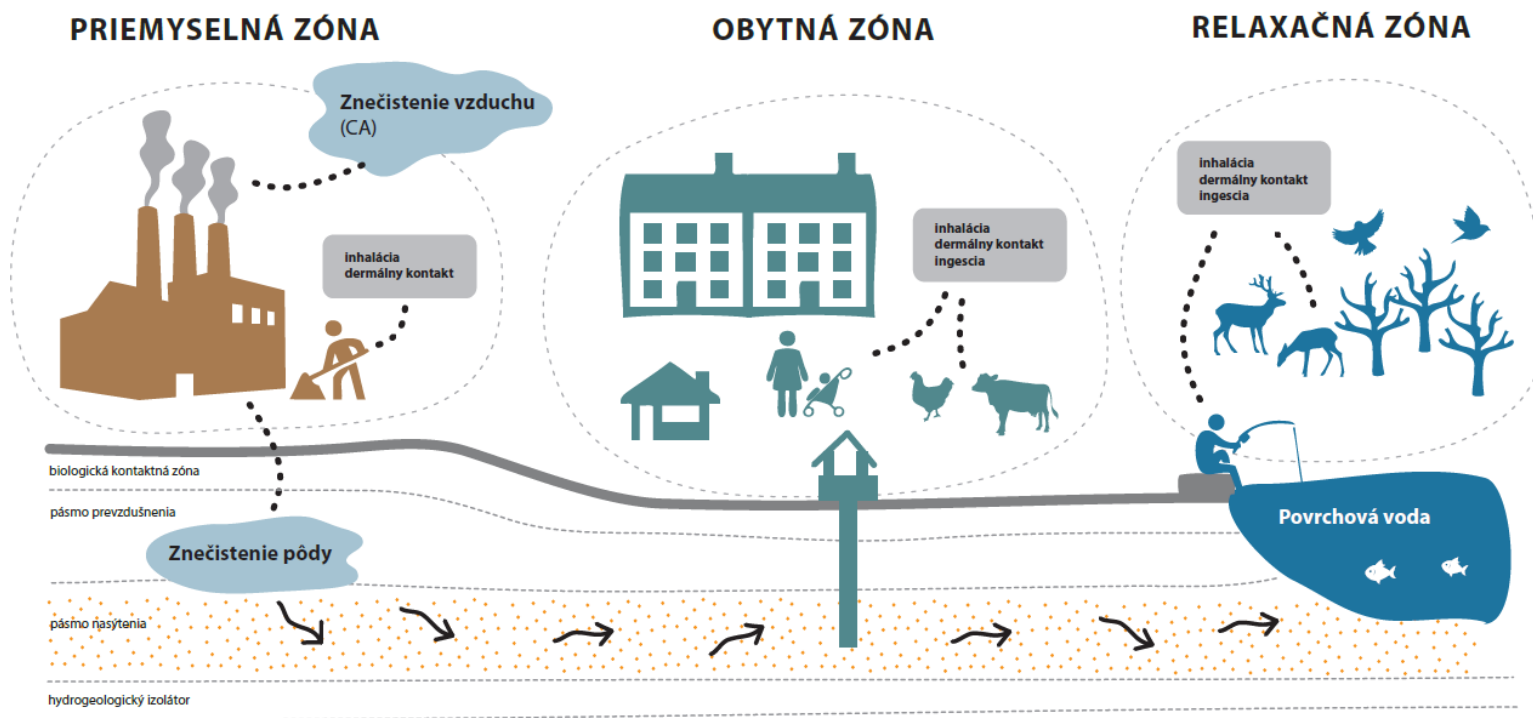 PRIEMYSELNÁ ZÓNA
OBYTNÁ ZÓNA
RELAXAČNÁ ZÓNA
Znečistenie vzduchu
(CA)
inhalácia
dermálny kontakt
inhalácia
dermálny kontakt
ingescia
inhalácia
dermálny kontakt
ingescia
biologická kontaktná zóna
pásmo prevzdušnenia
Znečistenie pôdy
Povrchová voda
pásmo nasýtenia
hydrogeologický izolátor